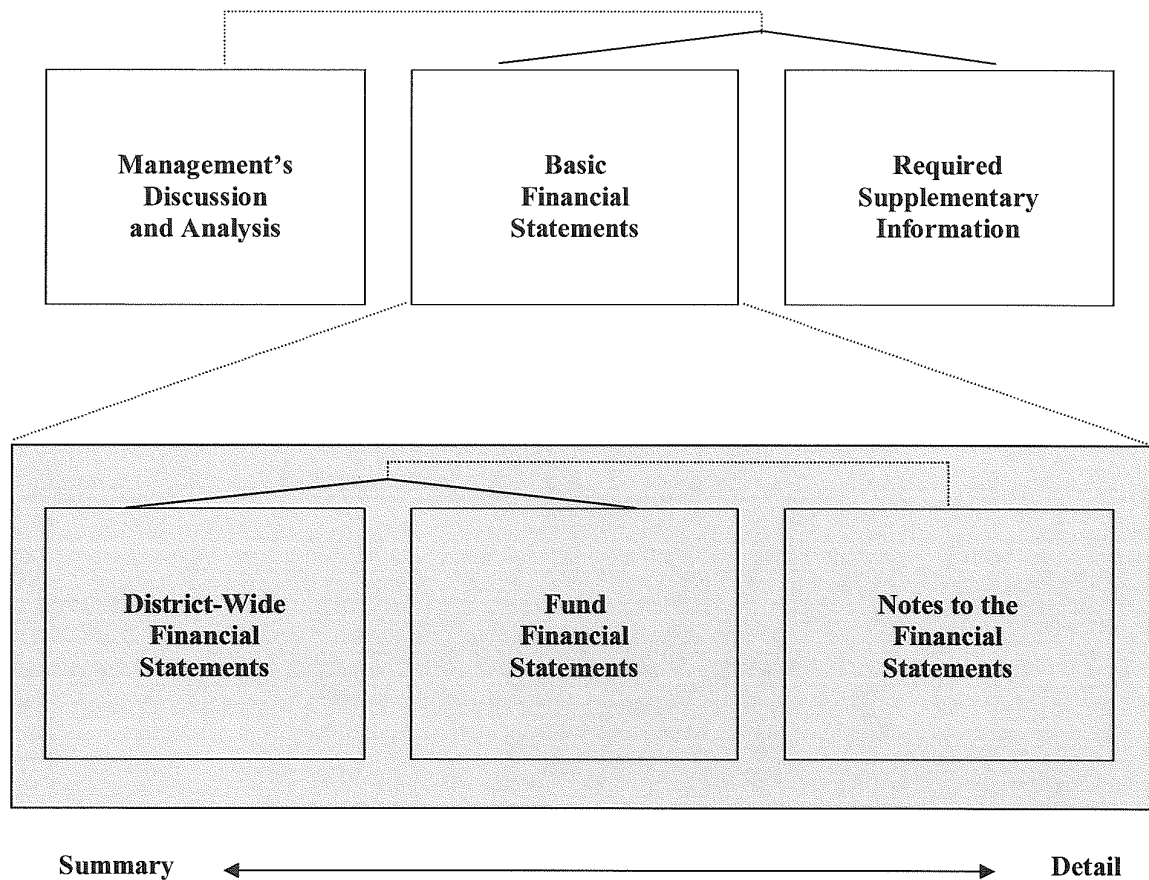 Management's
Discussion
and Analysis
Basic
Financial
Statements
Required
Supplementary
Information
District-Wide
Financial
Statements
Fund
Financial
Statements
Notes to the
Financial
Statements
Summary
Detail